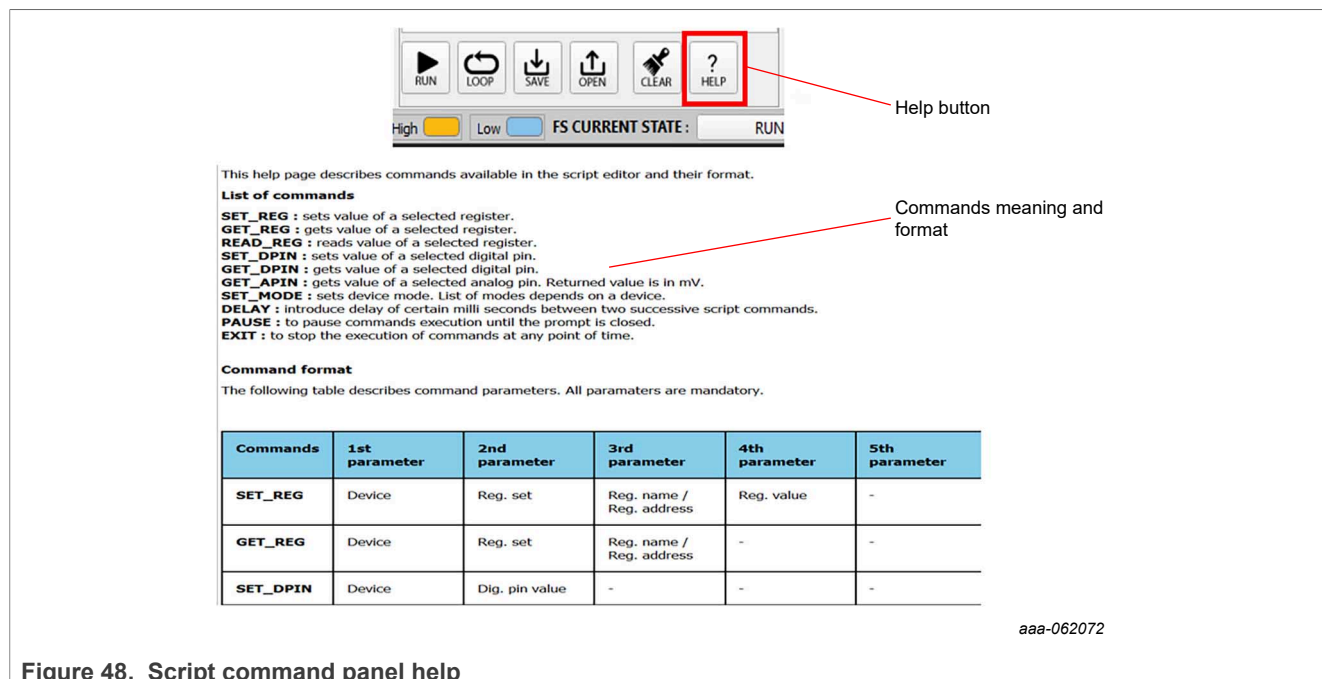 RUN LOOP SAVE OPEN CLEAR ? HELP
Help button
High Low FS CURRENT STATE : RUN
This help page describes commands available in the script editor and their format.
List of commands
Commands meaning and
format
SET_REG : sets value of a selected register.
GET_REG : gets value of a selected register.
READ_REG : reads value of a selected register.
SET_DPIN : sets value of a selected digital pin.
GET_DPIN : gets value of a selected digital pin.
GET_APIN : gets value of a selected analog pin. Returned value is in mV.
SET_MODE : sets device mode. List of modes depends on a device.
DELAY : introduce delay of certain milli seconds between two successive script commands.
PAUSE : to pause commands execution until the prompt is closed.
EXIT : to stop the execution of commands at any point of time.
Command format
The following table describes command parameters. All paramaters are mandatory.
Commands 1st parameter 2nd parameter 3rd parameter 4th parameter 5th parameter
SET_REG Device Reg. set Reg. name / Reg. address Reg. value -
GET_REG Device Reg. set Reg. name / Reg. address - -
SET_DPIN Device Dig. pin value - - -
aaa-062072
Figure 48. Script command panel help